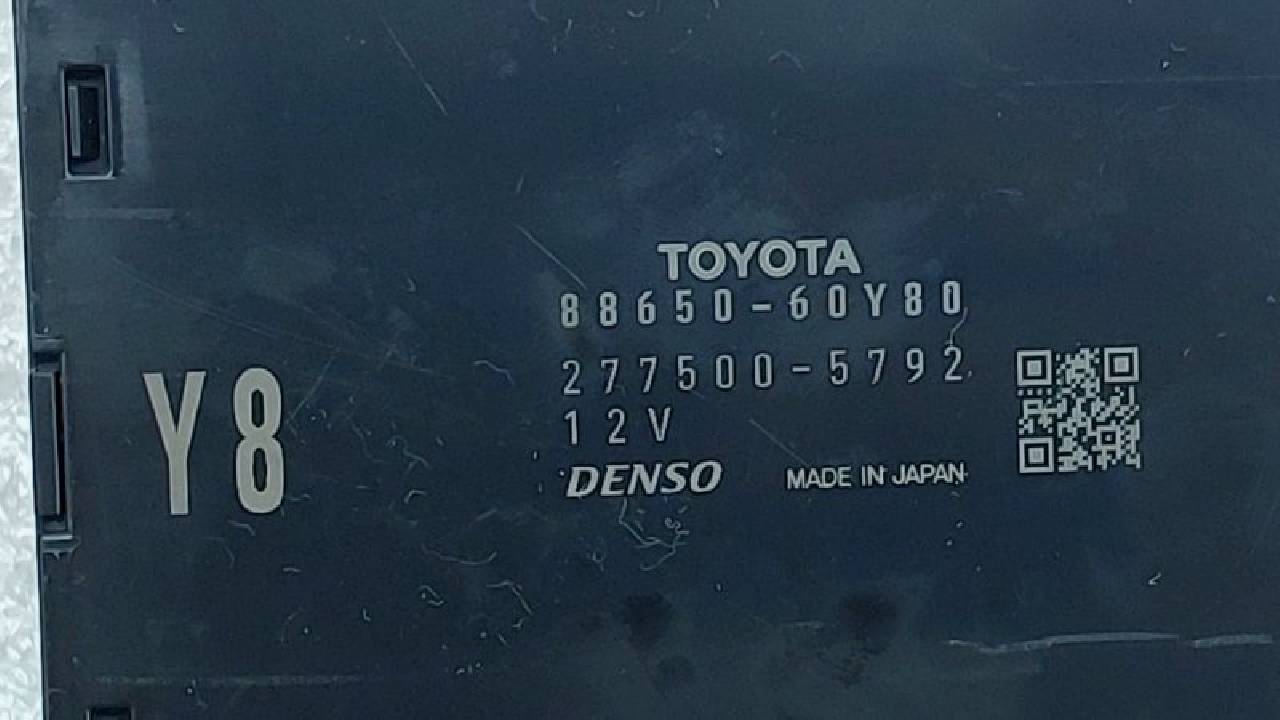 TOYOTA
88650-60Y80
277500-5792
12V
DENSO MADE IN JAPAN
Y8